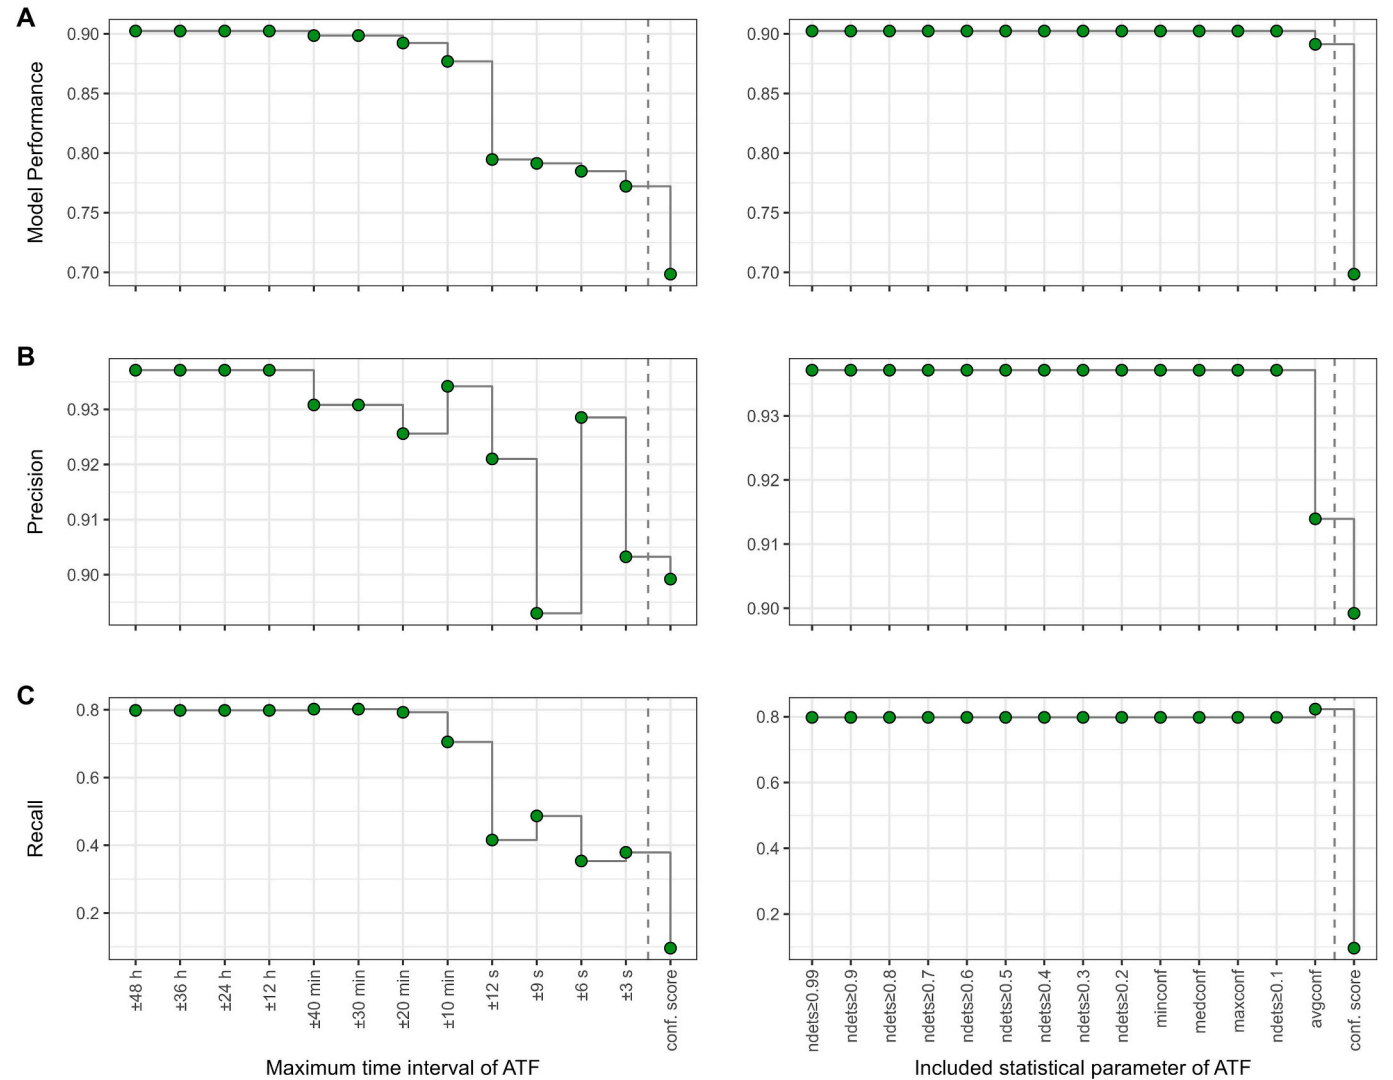 A
Model Performance
0.90
0.85
0.80
0.75
0.70
0.90
0.85
0.80
0.75
0.70
B
Precision
0.93
0.92
0.91
0.90
0.93
0.92
0.91
0.90
C
Recall
0.8
0.6
0.4
0.2
0.8
0.6
0.4
0.2
±48 h
±36 h
±24 h
±12 h
±40 min
±30 min
±20 min
±10 min
±12 s
±9 s
±6 s
±3 s
conf. score
ndets≥0.99
ndets≥0.9
ndets≥0.8
ndets≥0.7
ndets≥0.6
ndets≥0.5
ndets≥0.4
ndets≥0.3
ndets≥0.2
minconf
medconf
maxconf
ndets≥0.1
avgconf
conf. score
Maximum time interval of ATF
Included statistical parameter of ATF